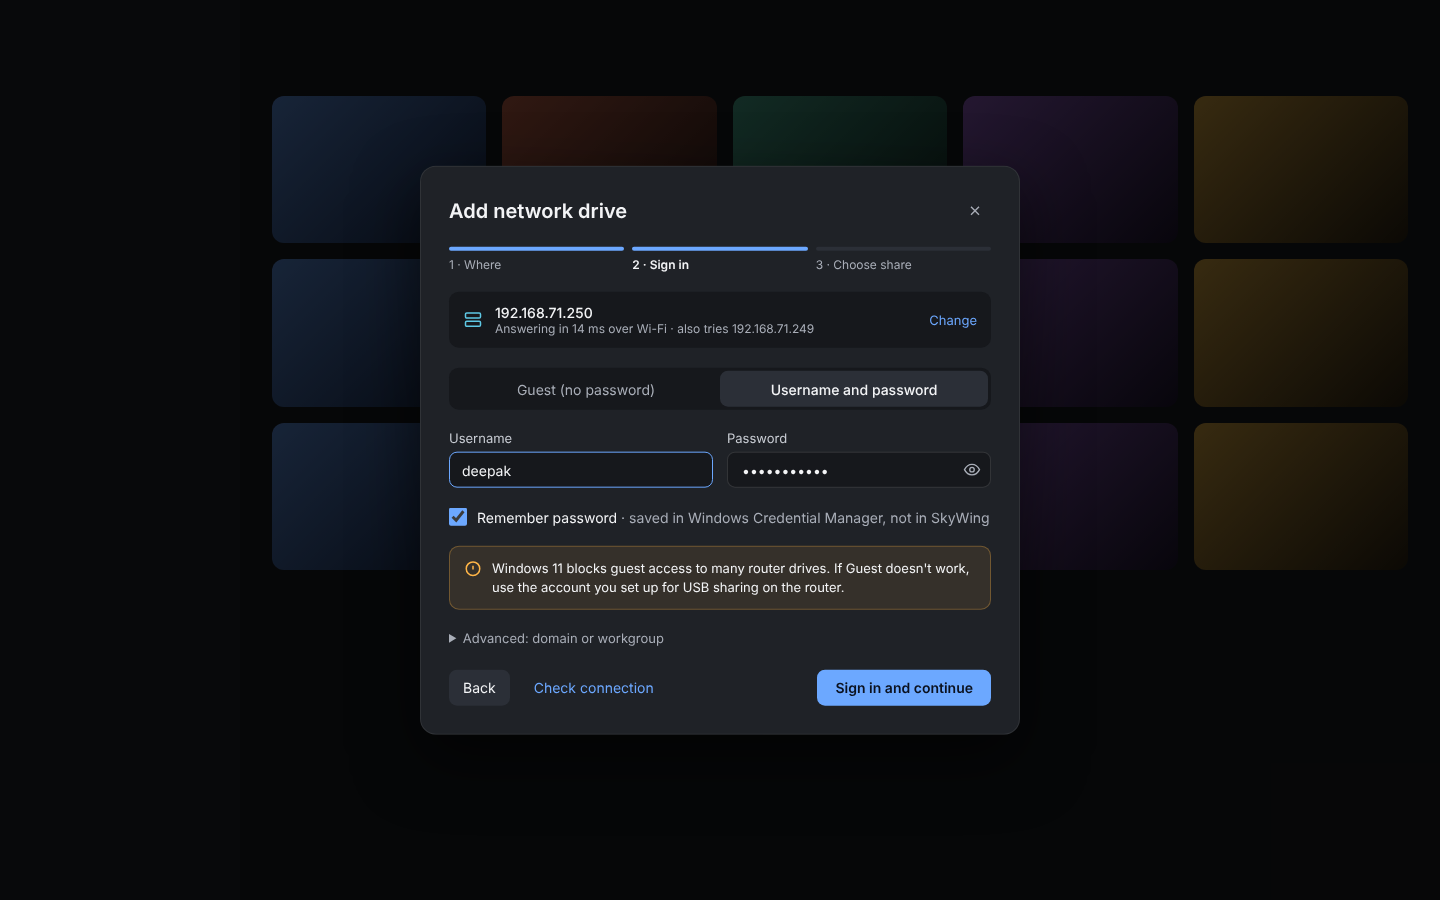 Add network drive
1 · Where
2 · Sign in
3 · Choose share
192.168.71.250
Answering in 14 ms over Wi-Fi · also tries 192.168.71.249
Change
Guest (no password)
Username and password
Username
Password
deepak
•••••••••••
Remember password · saved in Windows Credential Manager, not in SkyWing
Windows 11 blocks guest access to many router drives. If Guest doesn't work,
use the account you set up for USB sharing on the router.
Advanced: domain or workgroup
Back
Check connection
Sign in and continue